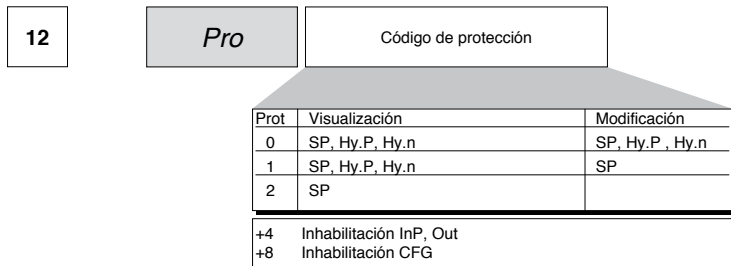 12 Pro Código de protección
Prot Visualización Modificación
0 SP, Hy.P, Hy.n SP, Hy.P , Hy.n
1 SP, Hy.P, Hy.n SP
2 SP
+4 Inhabilitación InP, Out
+8 Inhabilitación CFG